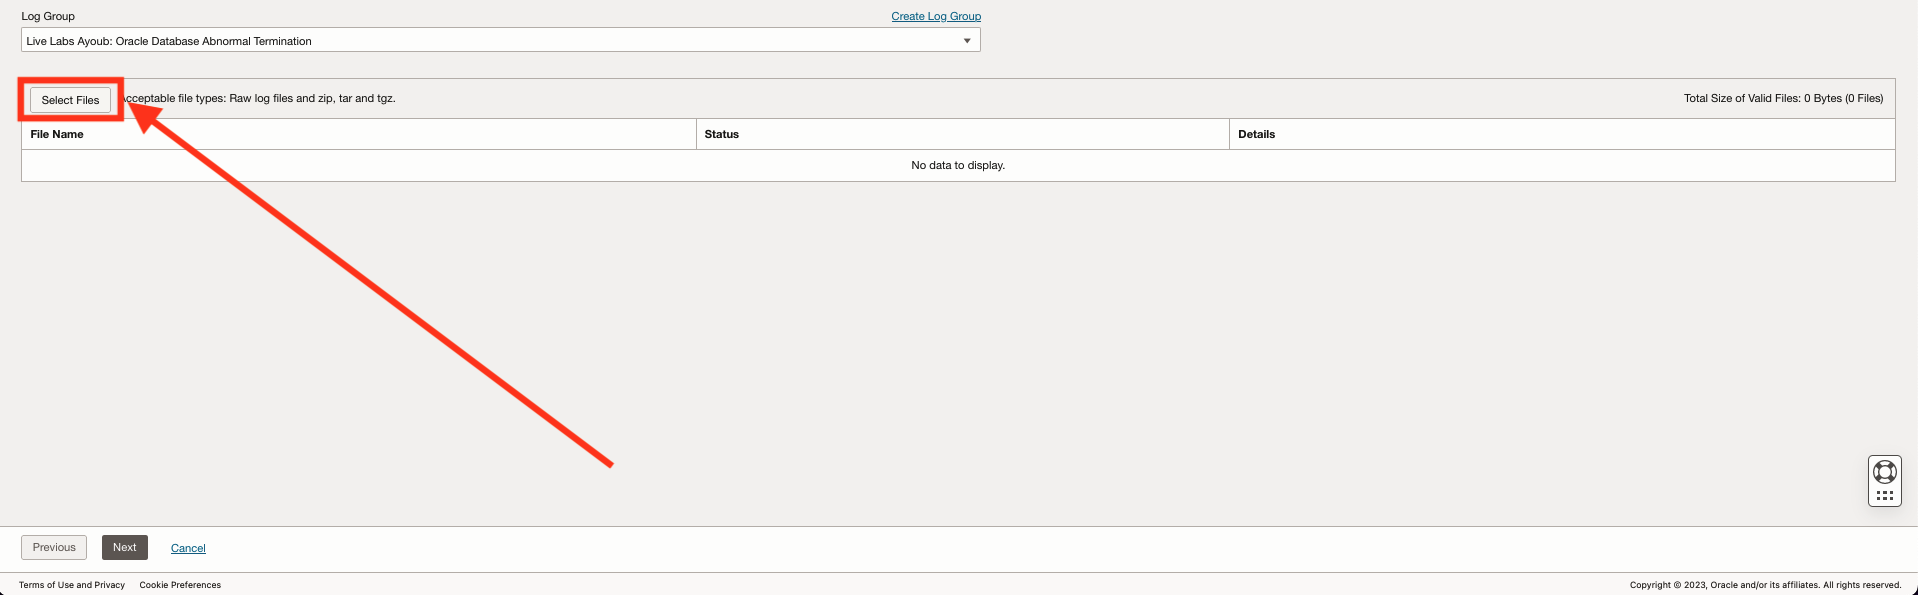 Log Group Create Log Group
Live Labs Ayoub: Oracle Database Abnormal Termination
Select Files Acceptable file types: Raw log files and zip, tar and tgz. Total Size of Valid Files: 0 Bytes (0 Files)
File Name Status Details
No data to display.
Previous Next Cancel
Terms of Use and Privacy Cookie Preferences Copyright © 2023, Oracle and/or its affiliates. All rights reserved.